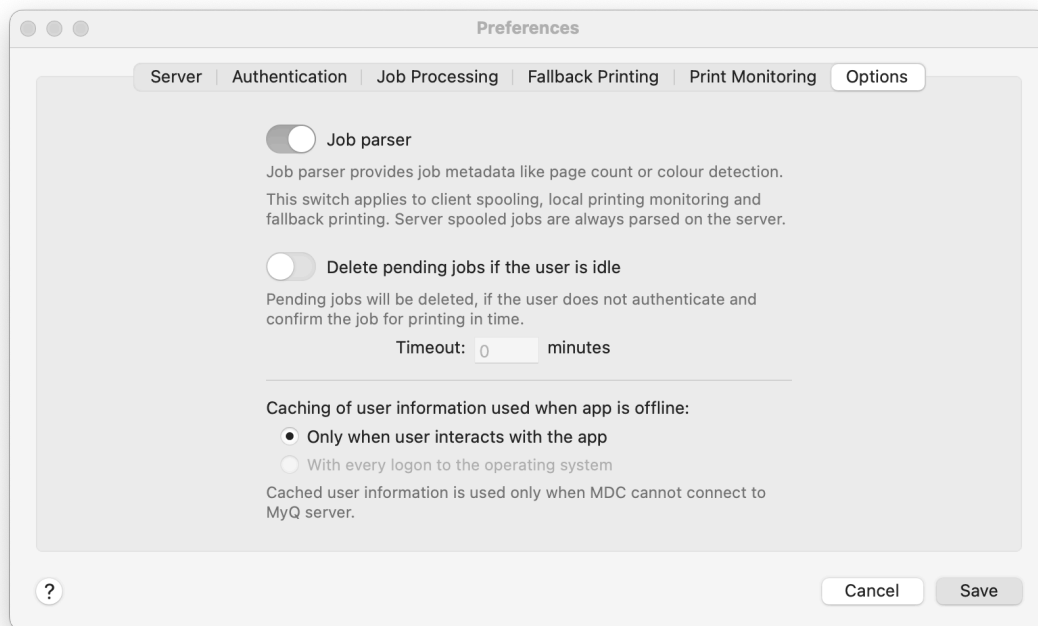 Preferences
Server
Authentication
Job Processing
Fallback Printing
Print Monitoring
Options
Job parser
Job parser provides job metadata like page count or colour detection.
This switch applies to client spooling, local printing monitoring and
fallback printing. Server spooled jobs are always parsed on the server.
Delete pending jobs if the user is idle
Pending jobs will be deleted, if the user does not authenticate and
confirm the job for printing in time.
Timeout: 0 minutes
Caching of user information used when app is offline:
Only when user interacts with the app
With every logon to the operating system
Cached user information is used only when MDC cannot connect to
MyQ server.
?
Cancel
Save